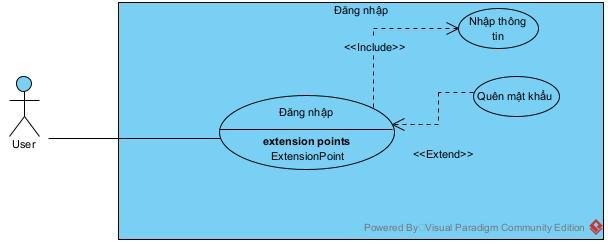 Đăng nhập
Nhập thông
tin
<<Include>>
Quên mật khẩu
Đăng nhập
extension points
ExtensionPoint
<<Extend>>
User
Powered By Visual Paradigm Community Edition